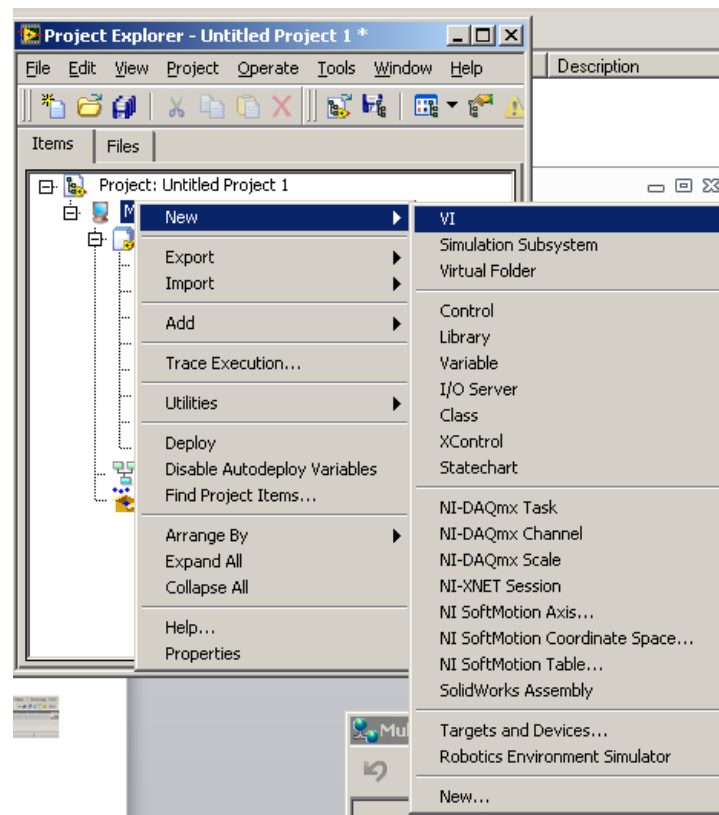 Project Explorer - Untitled Project 1 *
File Edit View Project Operate Tools Window Help
Description
Items Files
Project: Untitled Project 1
M
New
Export
Import
Add
Trace Execution...
Utilities
Deploy
Disable Autodeploy Variables
Find Project Items...
Arrange By
Expand All
Collapse All
Help...
Properties
VI
Simulation Subsystem
Virtual Folder
Control
Library
Variable
I/O Server
Class
XControl
Statechart
NI-DAQmx Task
NI-DAQmx Channel
NI-DAQmx Scale
NI-XNET Session
NI SoftMotion Axis...
NI SoftMotion Coordinate Space...
NI SoftMotion Table...
SolidWorks Assembly
Targets and Devices...
Robotics Environment Simulator
New...
Mul